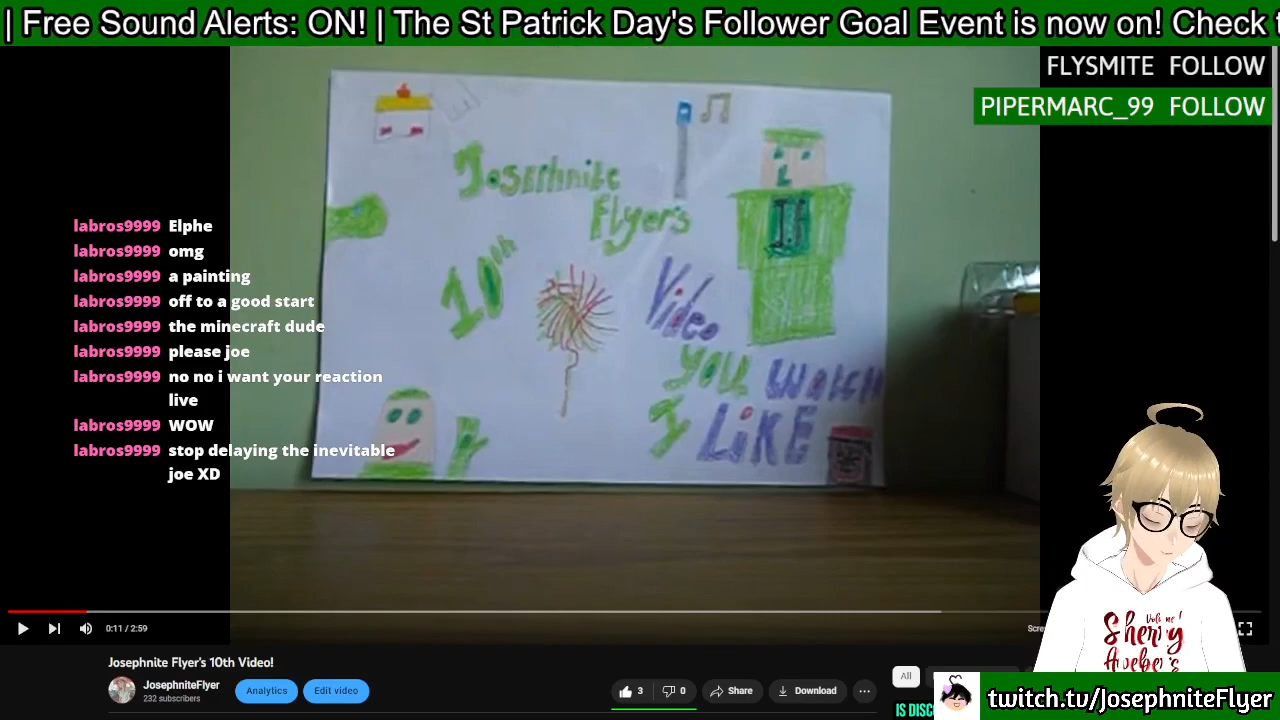 | Free Sound Alerts: ON! | The St Patrick Day's Follower Goal Event is now on! Check
FLYSMITE FOLLOW
PIPERMARC_99 FOLLOW
Josephnite
Flyer's
10th
Video
YOU WATCH
I LiKE
labros9999 Elphe
labros9999 omg
labros9999 a painting
labros9999 off to a good start
labros9999 the minecraft dude
labros9999 please joe
labros9999 no no i want your reaction
live
labros9999 WOW
labros9999 stop delaying the inevitable
joe XD
0:11 / 2:59
Josephnite Flyer's 10th Video!
JosephniteFlyer
232 subscribers
Analytics
Edit video
3
0
Share
Download
All
IS DISC
Sherry
twitch.tv/JosephniteFlyer